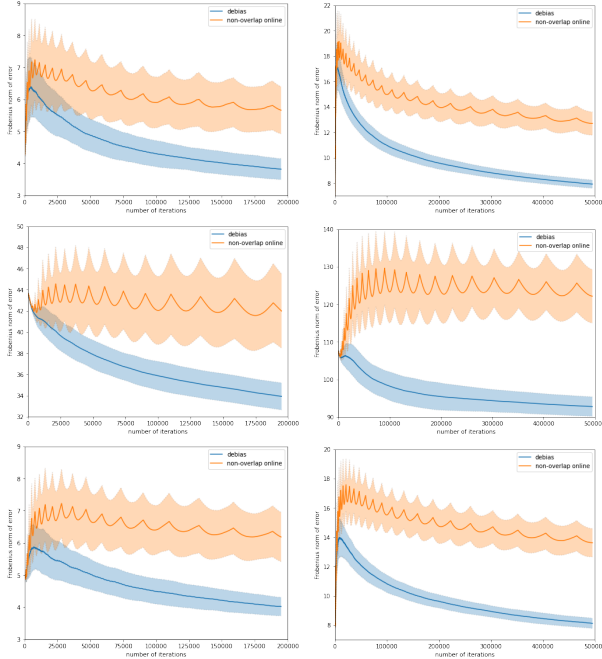 9
8
7
6
5
4
3
Frobenius norm of error
0 25000 50000 75000 100000 125000 150000 175000 200000
number of iterations
debias
non-overlap online
22
20
18
16
14
12
10
8
Frobenius norm of error
0 100000 200000 300000 400000 50000
number of iterations
debias
non-overlap online
50
48
46
44
42
40
38
36
34
32
Frobenius norm of error
0 25000 50000 75000 100000 125000 150000 175000 200000
number of iterations
debias
non-overlap online
140
130
120
110
100
90
Frobenius norm of error
0 100000 200000 300000 400000 50000
number of iterations
debias
non-overlap online
9
8
7
6
5
4
3
Frobenius norm of error
0 25000 50000 75000 100000 125000 150000 175000 200000
number of iterations
debias
non-overlap online
20
18
16
14
12
10
8
Frobenius norm of error
0 100000 200000 300000 400000 50000
number of iterations
debias
non-overlap online